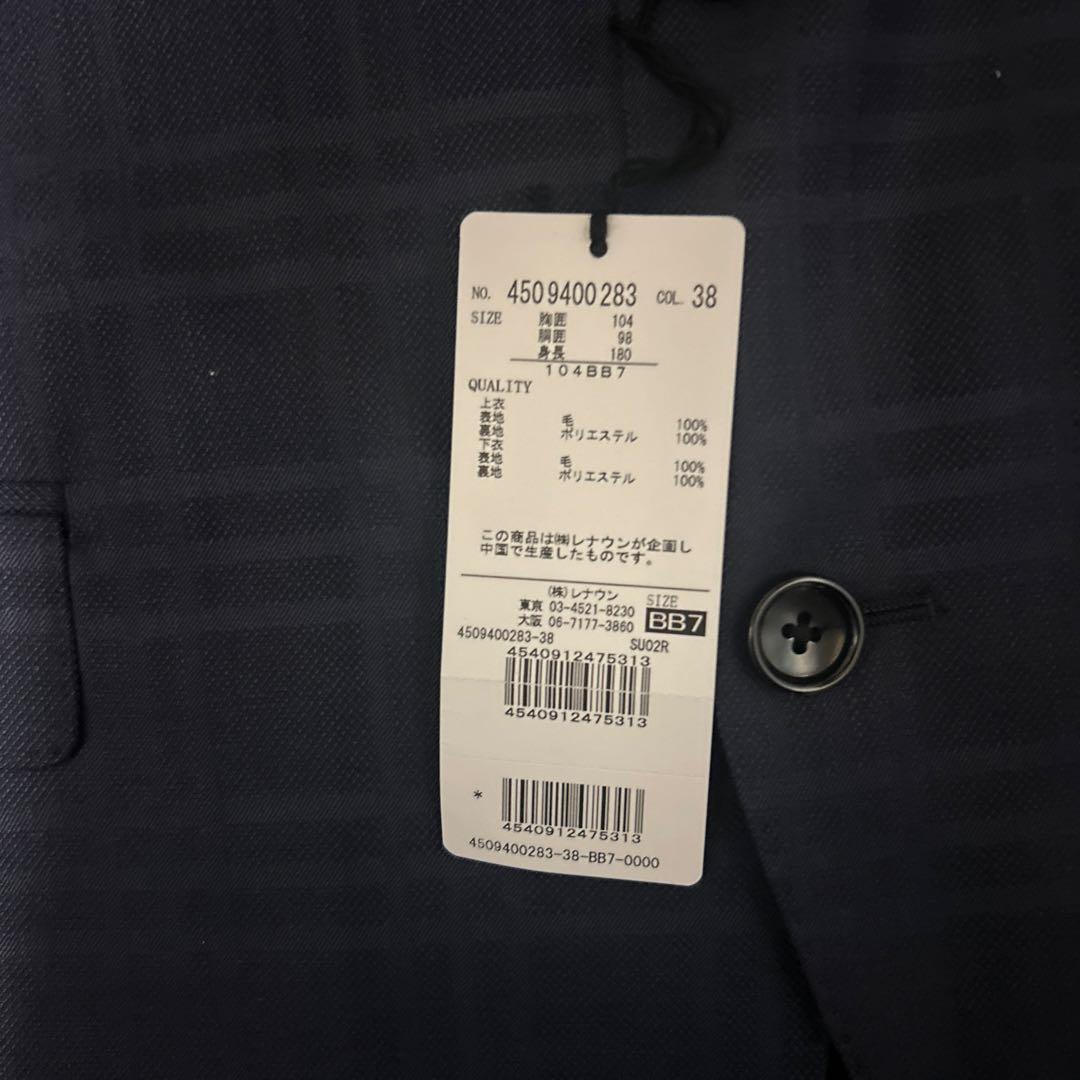 NO. 4509400283 COL. 38
SIZE 胸囲 104
胴囲 98
身長 180
104BB7
QUALITY
上衣
表地 毛 100%
裏地 ポリエステル 100%
下衣
表地 毛 100%
裏地 ポリエステル 100%
この商品は㈱レナウンが企画し
中国で生産したものです。
(株)レナウン SIZE
東京 03-4521-8230
大阪 06-7177-3860 BB7
4509400283-38 SU02R
4540912475313
4540912475313
*
4540912475313
4509400283-38-BB7-0000